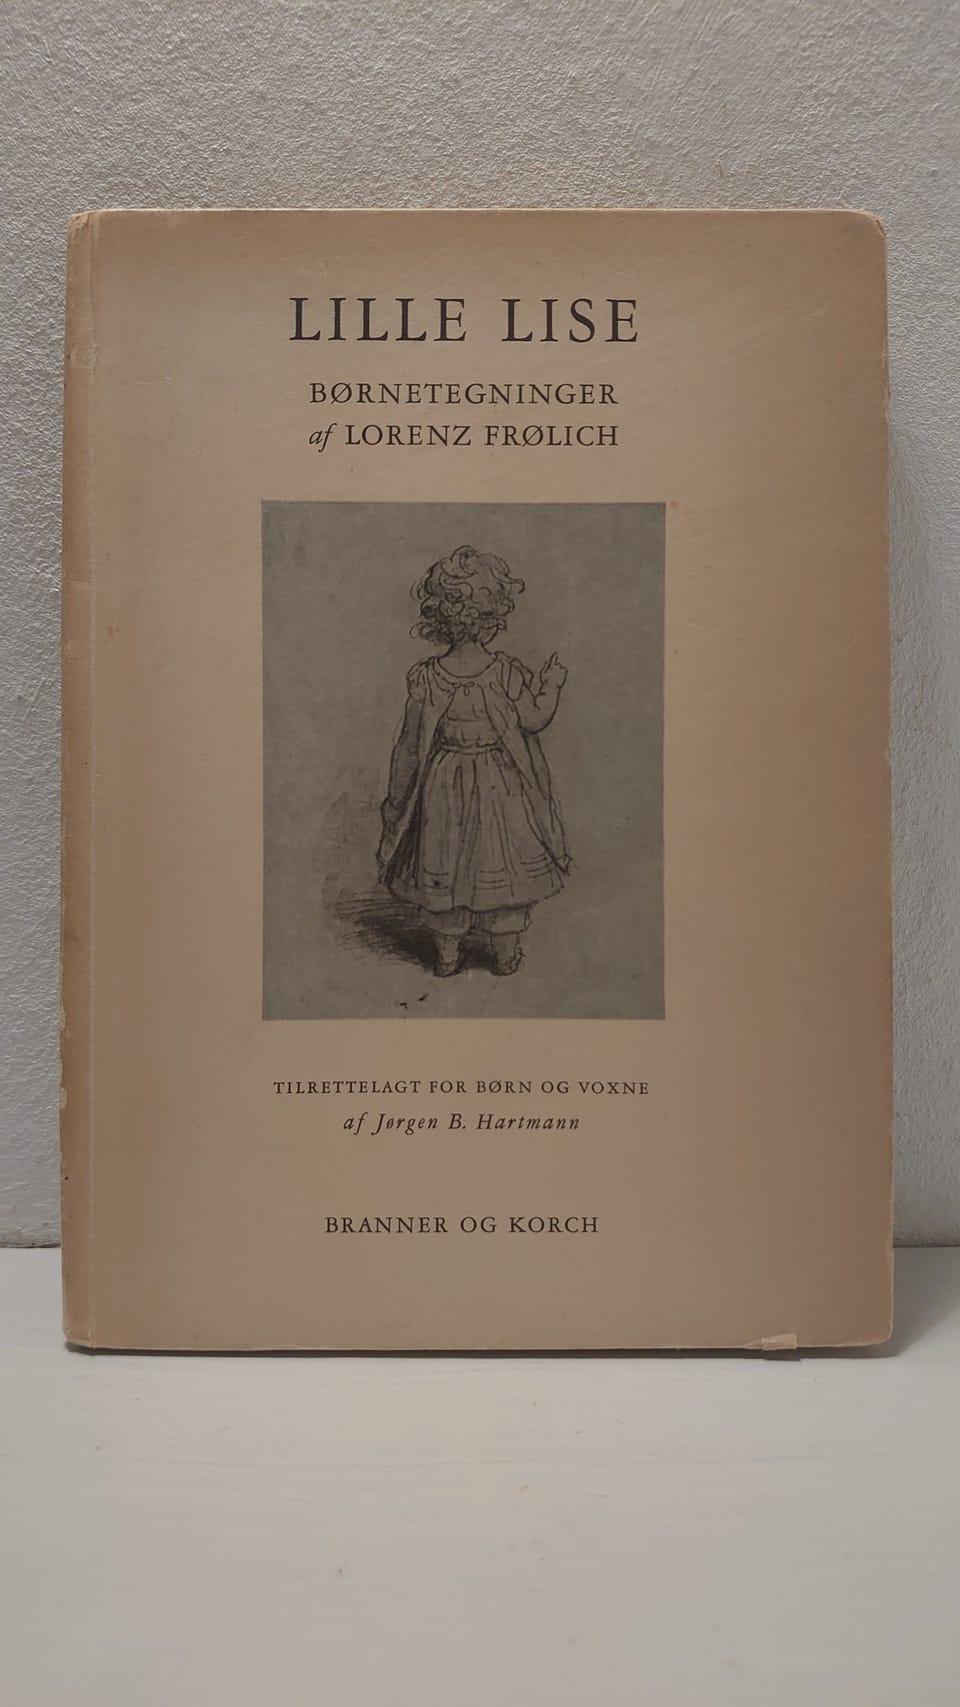 LILLE LISE
BØRNETEGNINGER
af LORENZ FRØLICH
TILRETTELAGT FOR BØRN OG VOXNE
af Jørgen B. Hartmann
BRANNER OG KORCH